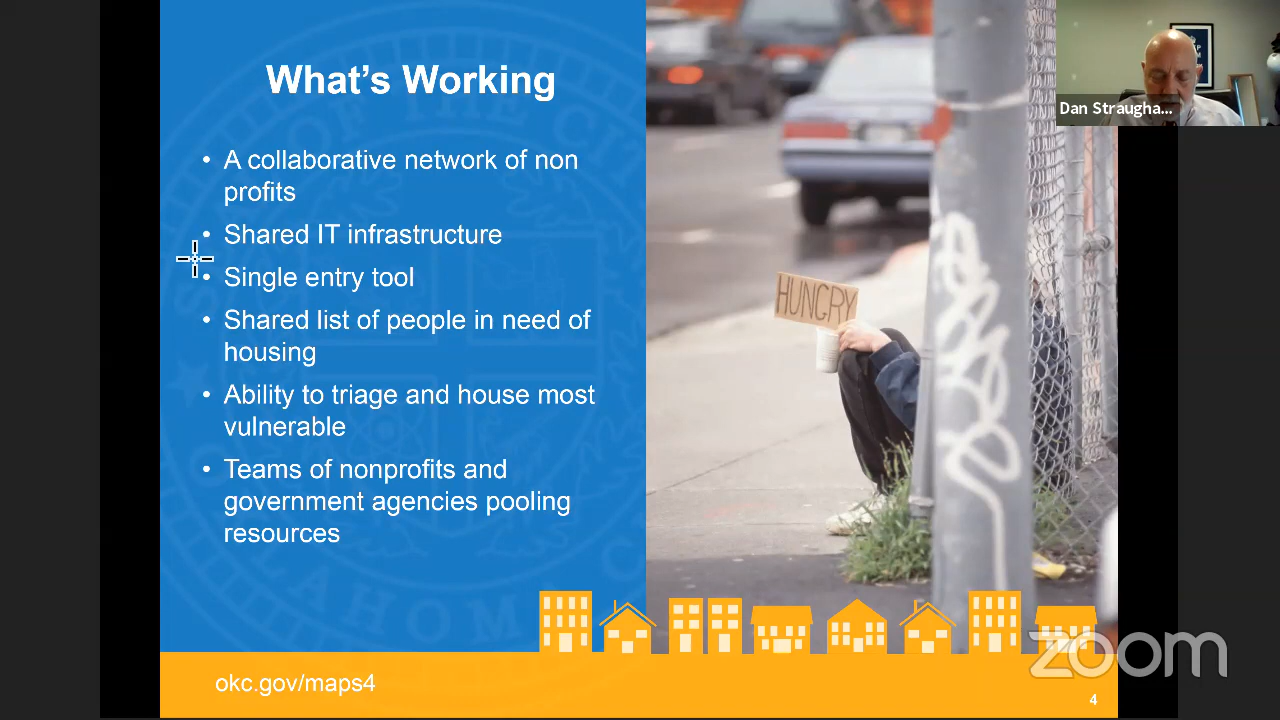 What's Working
• A collaborative network of non
profits
• Shared IT infrastructure
• Single entry tool
• Shared list of people in need of
housing
• Ability to triage and house most
vulnerable
• Teams of nonprofits and
government agencies pooling
resources
HUNGRY
Dan Straugha...
okc.gov/maps4
zoom
4